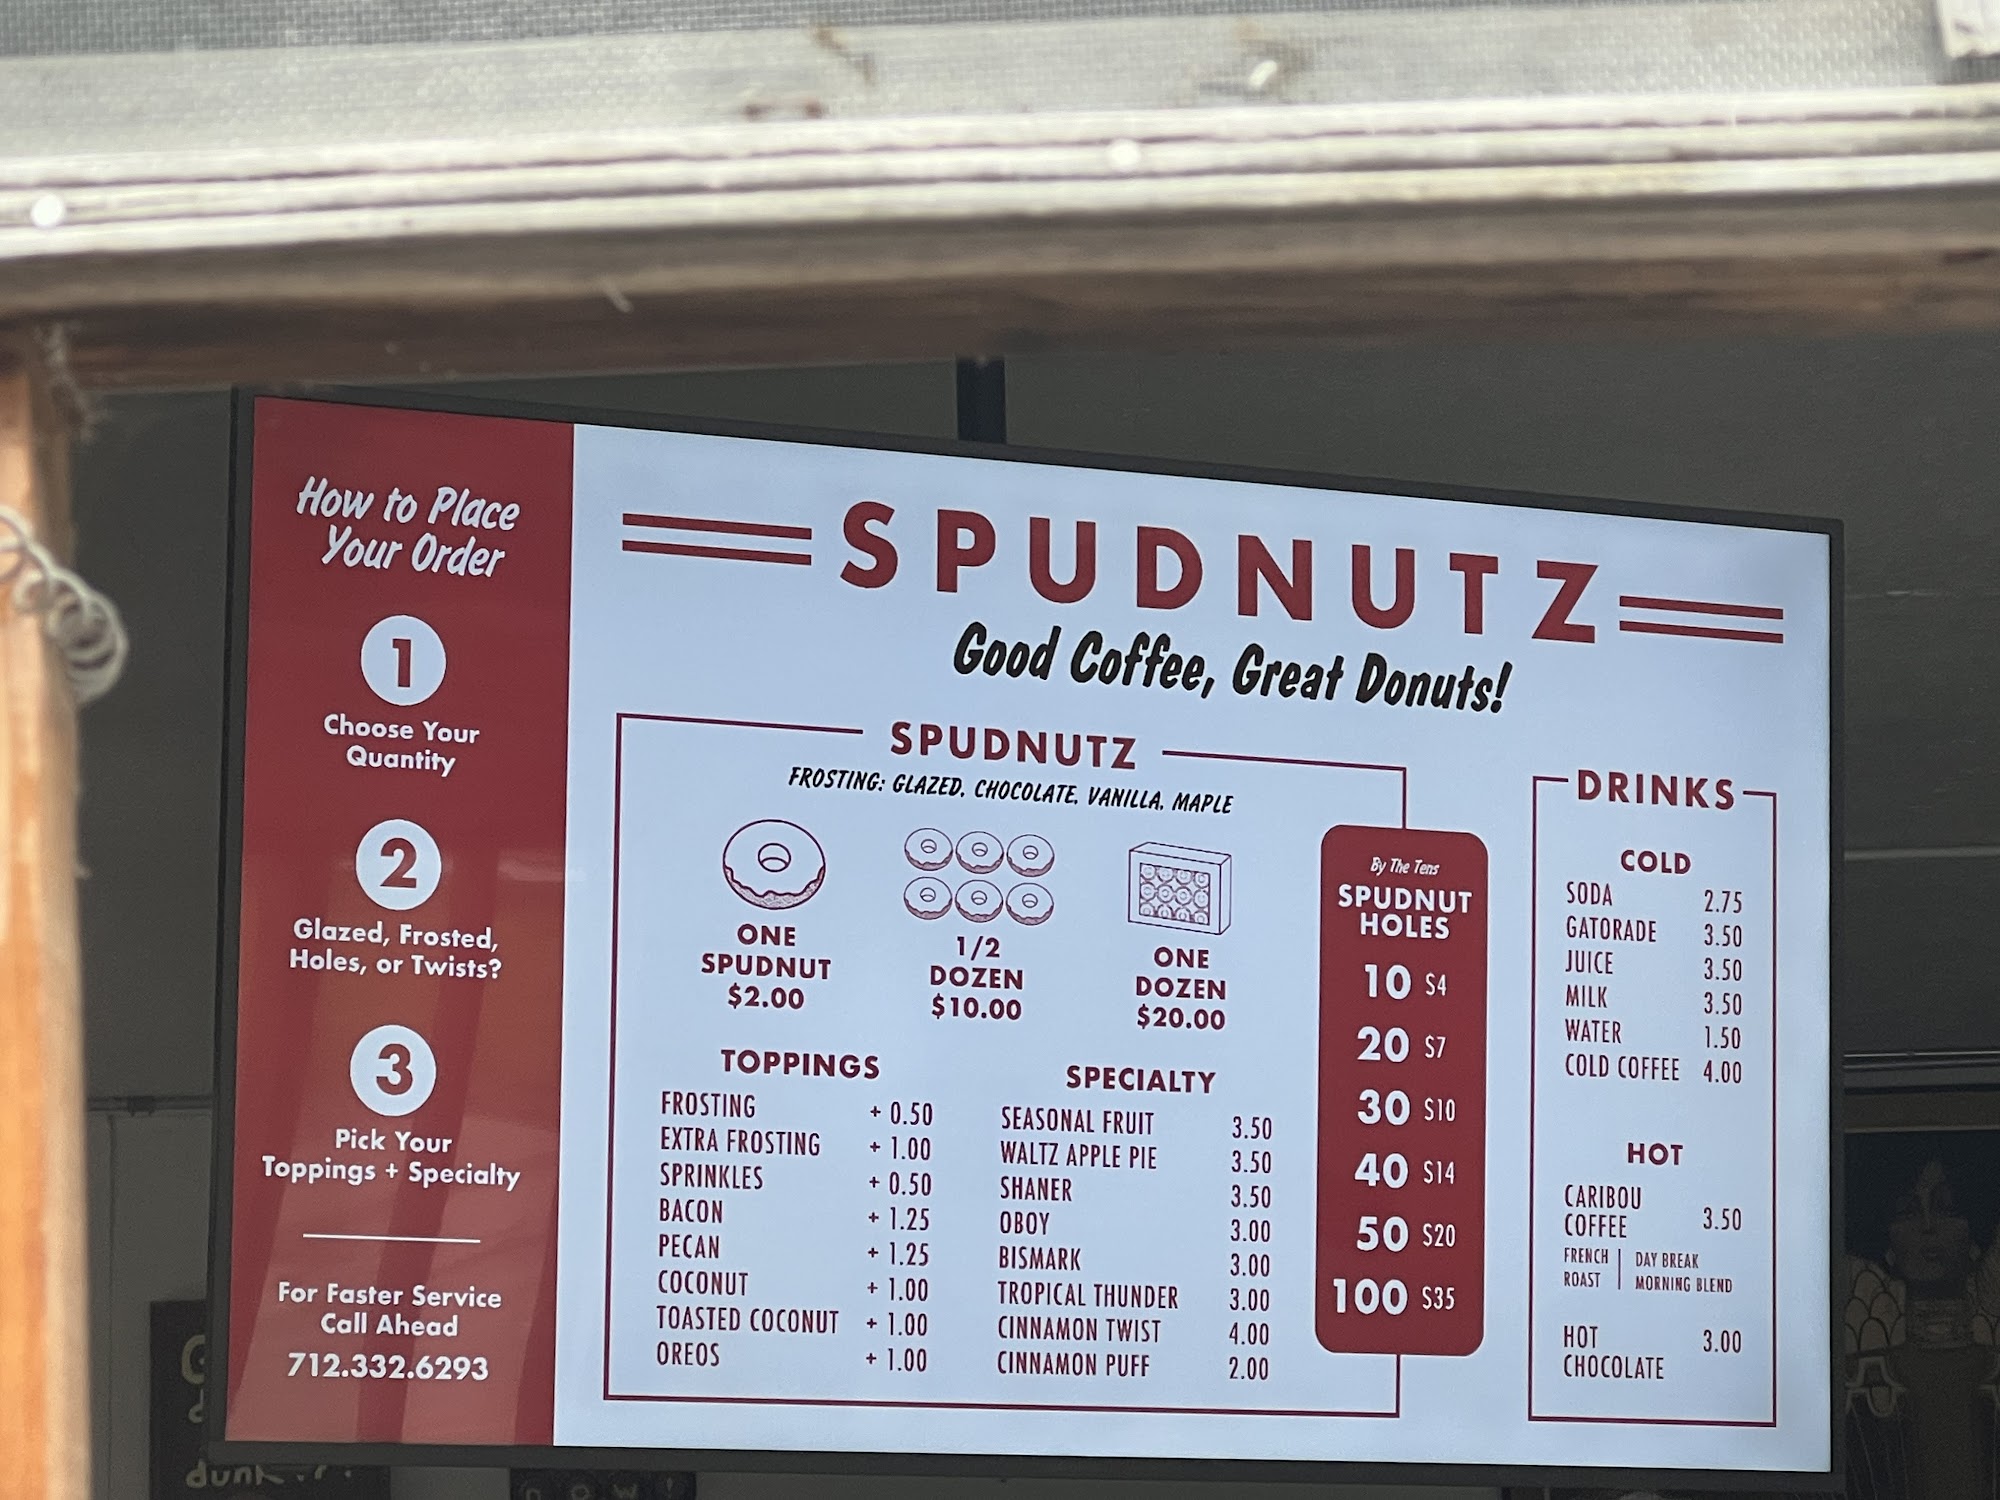 How to Place
Your Order
1
Choose Your
Quantity
2
Glazed, Frosted,
Holes, or Twists?
3
Pick Your
Toppings + Specialty
For Faster Service
Call Ahead
712.332.6293
SPUDNUTZ
Good Coffee, Great Donuts!
SPUDNUTZ
FROSTING: GLAZED, CHOCOLATE, VANILLA, MAPLE
ONE
SPUDNUT
$2.00
1/2
DOZEN
$10.00
ONE
DOZEN
$20.00
TOPPINGS
FROSTING + 0.50
EXTRA FROSTING + 1.00
SPRINKLES + 0.50
BACON + 1.25
PECAN + 1.25
COCONUT + 1.00
TOASTED COCONUT + 1.00
OREOS + 1.00
SPECIALTY
SEASONAL FRUIT 3.50
WALTZ APPLE PIE 3.50
SHANER 3.50
OBOY 3.00
BISMARK 3.00
TROPICAL THUNDER 3.00
CINNAMON TWIST 4.00
CINNAMON PUFF 2.00
By The Tens
SPUDNUT
HOLES
10 $4
20 $7
30 $10
40 $14
50 $20
100 $35
DRINKS
COLD
SODA 2.75
GATORADE 3.50
JUICE 3.50
MILK 3.50
WATER 1.50
COLD COFFEE 4.00
HOT
CARIBOU
COFFEE 3.50
FRENCH
ROAST
DAY BREAK
MORNING BLEND
HOT
CHOCOLATE 3.00
dunk